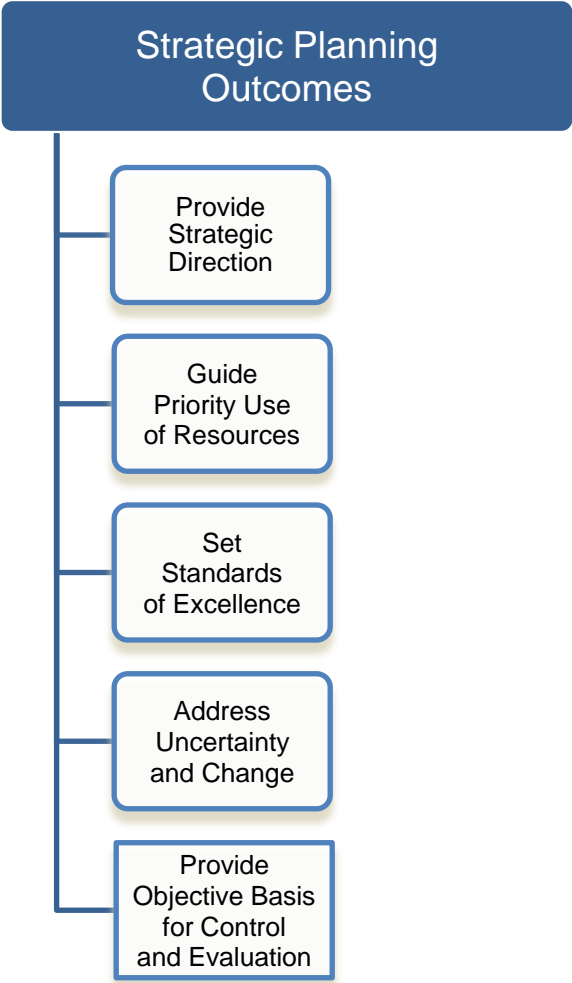 Strategic Planning
Outcomes
Provide
Strategic
Direction
Guide
Priority Use
of Resources
Set
Standards
of Excellence
Address
Uncertainty
and Change
Provide
Objective Basis
for Control
and Evaluation